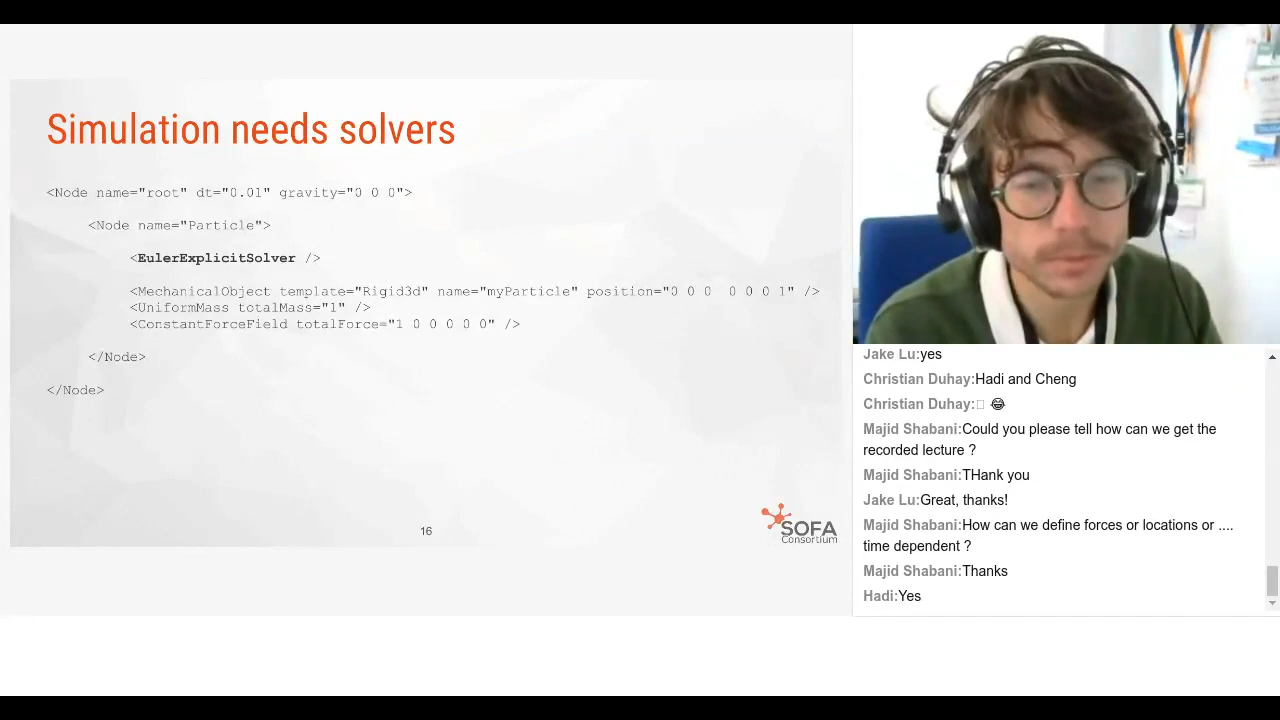 Simulation needs solvers
<Node name="root" dt="0.01" gravity="0 0 0">
<Node name="Particle">
<EulerExplicitSolver />
<MechanicalObject template="Rigid3d" name="myParticle" position="0 0 0  0 0 0 1" />
<UniformMass totalMass="1" />
<ConstantForceField totalForce="1 0 0 0 0 0" />
</Node>
</Node>
16
SOFA
Consortium
Jake Lu:yes
Christian Duhay:Hadi and Cheng
Christian Duhay:▯ 😂
Majid Shabani:Could you please tell how can we get the
recorded lecture ?
Majid Shabani:THank you
Jake Lu:Great, thanks!
Majid Shabani:How can we define forces or locations or ....
time dependent ?
Majid Shabani:Thanks
Hadi:Yes